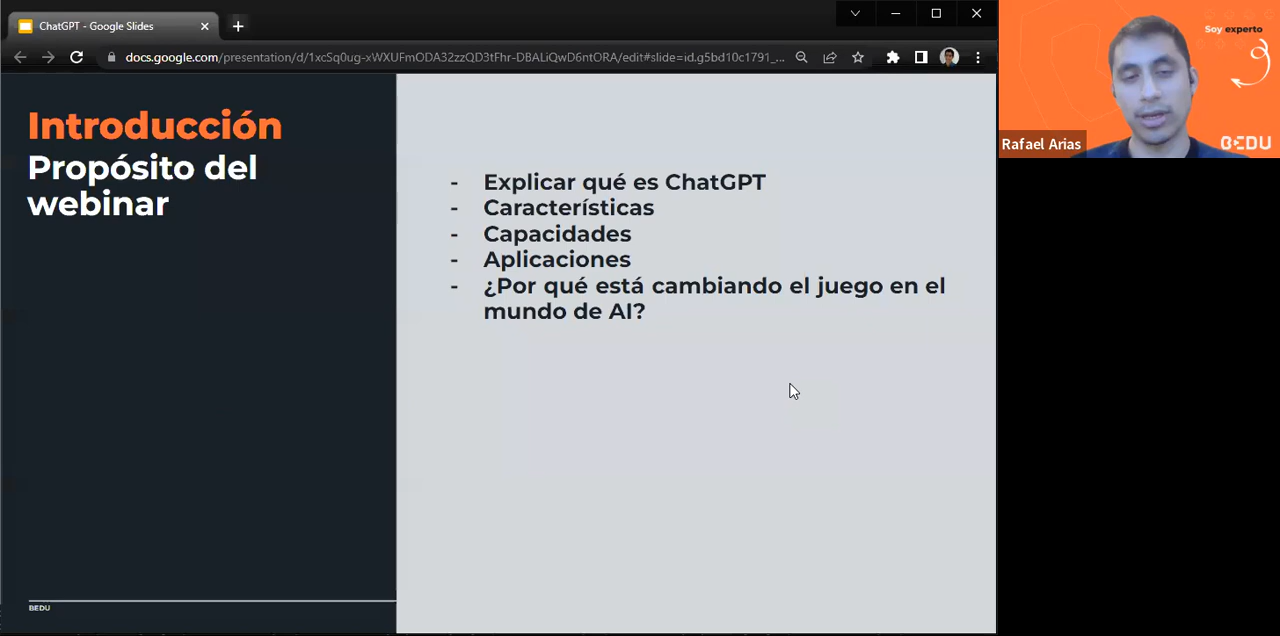 ChatGPT - Google Slides
docs.google.com/presentation/d/1xcSq0ug-xWXUFmODA32zzQD3tFhr-DBALiQwD6ntORA/edit#slide=id.g5bd10c1791_...
Soy experto
Rafael Arias
BEDU
Introducción
Propósito del
webinar
- Explicar qué es ChatGPT
- Características
- Capacidades
- Aplicaciones
- ¿Por qué está cambiando el juego en el
mundo de AI?
BEDU